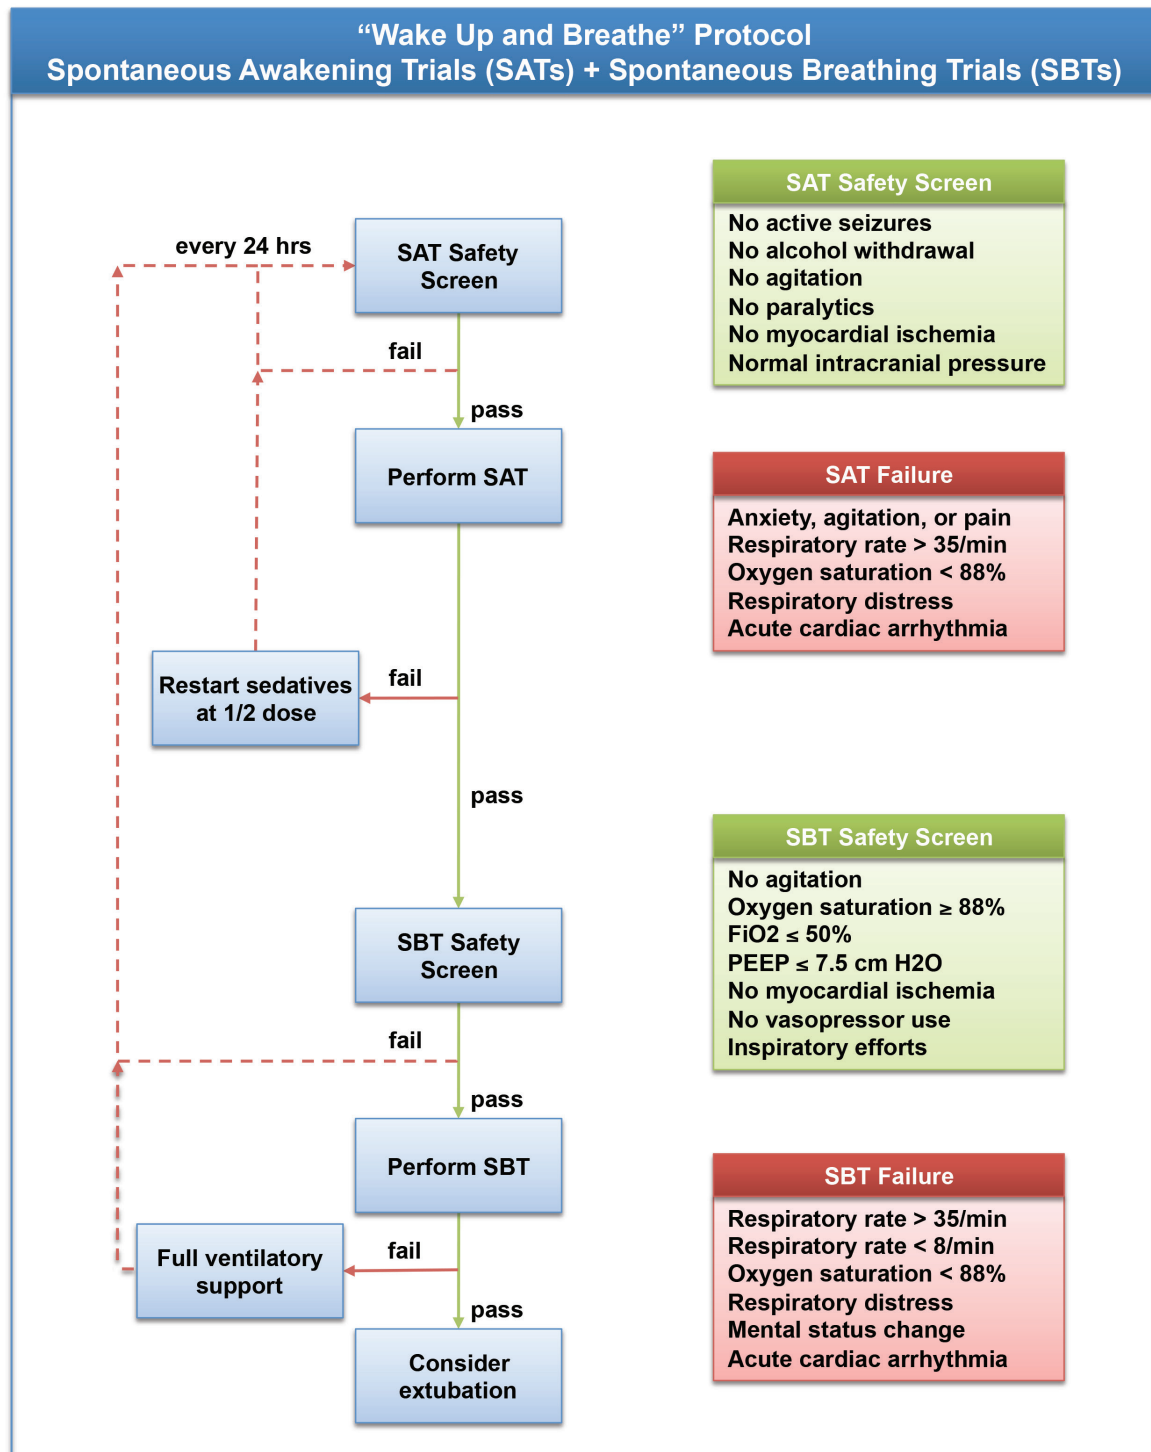 “Wake Up and Breathe” Protocol
Spontaneous Awakening Trials (SATs) + Spontaneous Breathing Trials (SBTs)
every 24 hrs
SAT Safety
Screen
fail
pass
Perform SAT
fail
Restart sedatives
at 1/2 dose
pass
SBT Safety
Screen
fail
pass
Perform SBT
fail
Full ventilatory
support
pass
Consider
extubation
SAT Safety Screen
No active seizures
No alcohol withdrawal
No agitation
No paralytics
No myocardial ischemia
Normal intracranial pressure
SAT Failure
Anxiety, agitation, or pain
Respiratory rate > 35/min
Oxygen saturation < 88%
Respiratory distress
Acute cardiac arrhythmia
SBT Safety Screen
No agitation
Oxygen saturation ≥ 88%
FiO2 ≤ 50%
PEEP ≤ 7.5 cm H2O
No myocardial ischemia
No vasopressor use
Inspiratory efforts
SBT Failure
Respiratory rate > 35/min
Respiratory rate < 8/min
Oxygen saturation < 88%
Respiratory distress
Mental status change
Acute cardiac arrhythmia